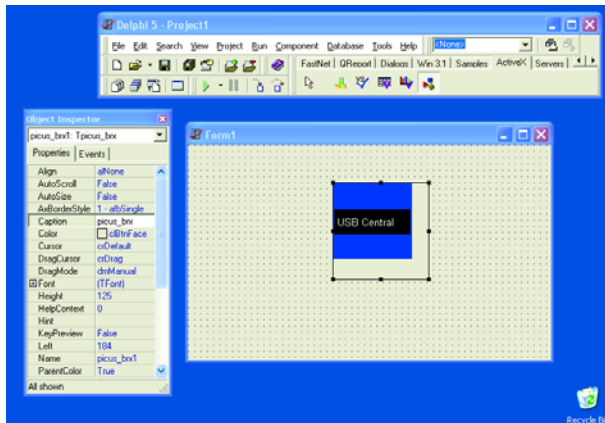 Delphi 5 - Project1
File Edit Search View Project Run Component Database Tools Help <None>
FastNet QReport Dialogs Win 3.1 Samples ActiveX Servers
Object Inspector
picus_brx1: Tpicus_brx
Properties Events
Align alNone
AutoScroll False
AutoSize False
AxBorderStyle 1 - afbSingle
Caption picus_brx
Color clBtnFace
Cursor crDefault
DragCursor crDrag
DragMode dmManual
Font (TFont)
Height 125
HelpContext 0
Hint
KeyPreview False
Left 184
Name picus_brx1
ParentColor True
All shown
Form1
USB Central
Recycle Bi